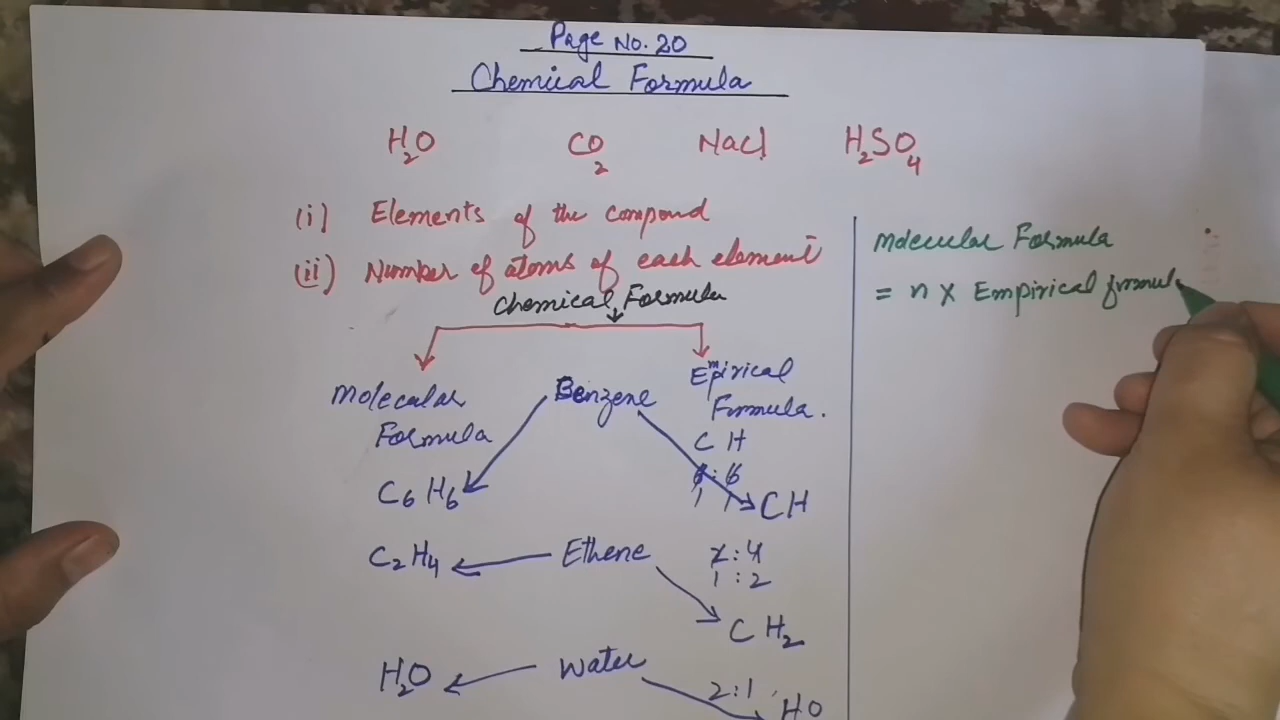 Page No. 20
Chemical Formula
H2O CO2 NaCl H2SO4
(i) Elements of the compound
(ii) Number of atoms of each element
Chemical Formula
Molecular Formula
Benzene
Empirical Formula.
C H
6:6
1 1
C6H6
CH
C2H4
Ethene
2:4
1:2
CH2
H2O
Water
2:1
Molecular Formula
= n x Empirical formul